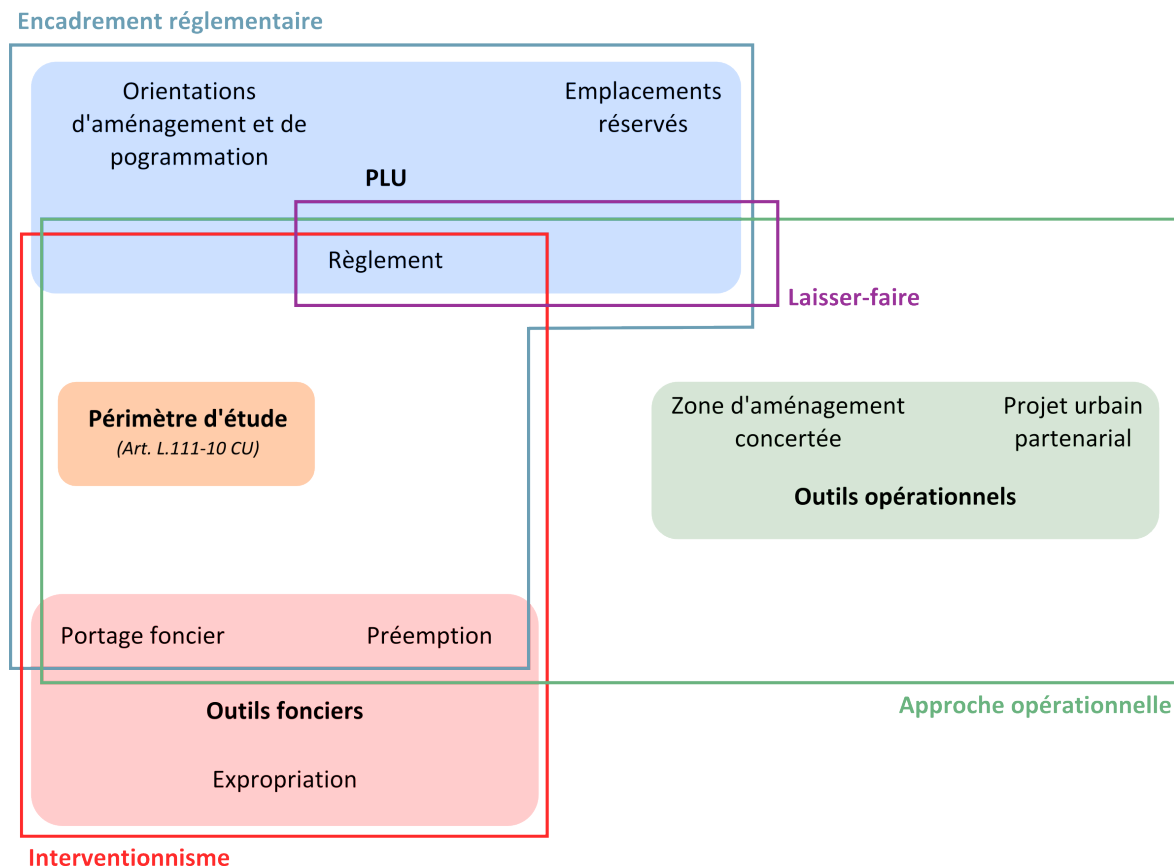 Encadrement réglementaire
Orientations
d'aménagement et de
pogrammation
Emplacements
réservés
PLU
Règlement
Laisser-faire
Périmètre d'étude
(Art. L.111-10 CU)
Zone d'aménagement
concertée
Projet urbain
partenarial
Outils opérationnels
Portage foncier
Préemption
Outils fonciers
Approche opérationnelle
Expropriation
Interventionnisme